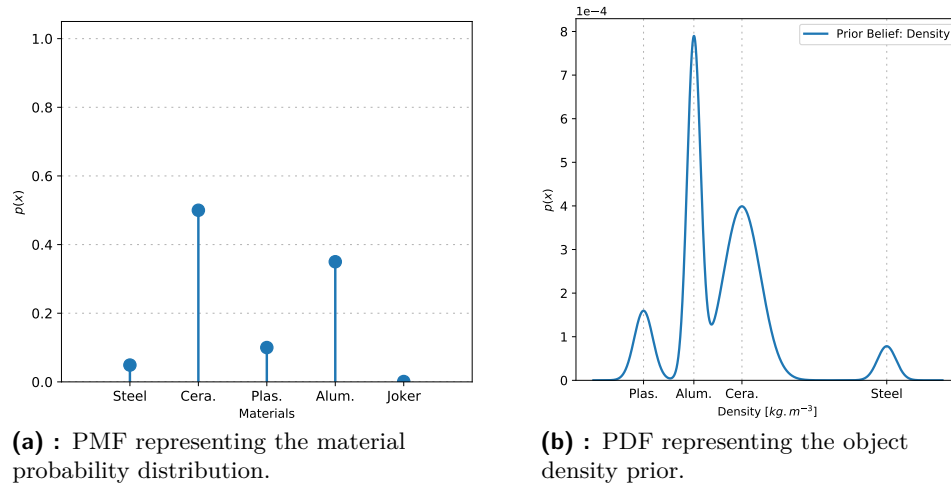 1.0
0.8
0.6
0.4
0.2
0.0
p(x)
Steel Cera. Plas. Alum. Joker
Materials
(a) : PMF representing the material
probability distribution.
1e−4
8
7
6
5
4
3
2
1
0
p(x)
Prior Belief: Density
Plas. Alum. Cera. Steel
Density [kg.m⁻³]
(b) : PDF representing the object
density prior.